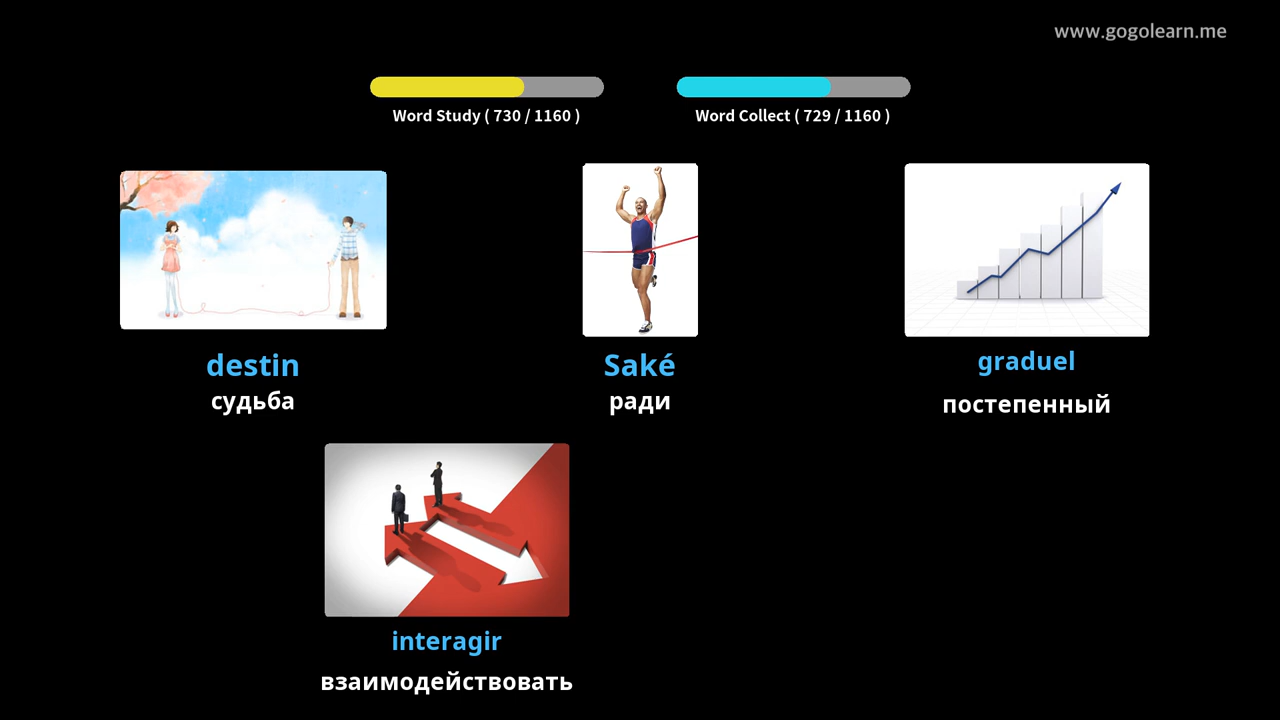 www.gogolearn.me
Word Study ( 730 / 1160 )
Word Collect ( 729 / 1160 )
destin
судьба
Saké
ради
graduel
постепенный
interagir
взаимодействовать